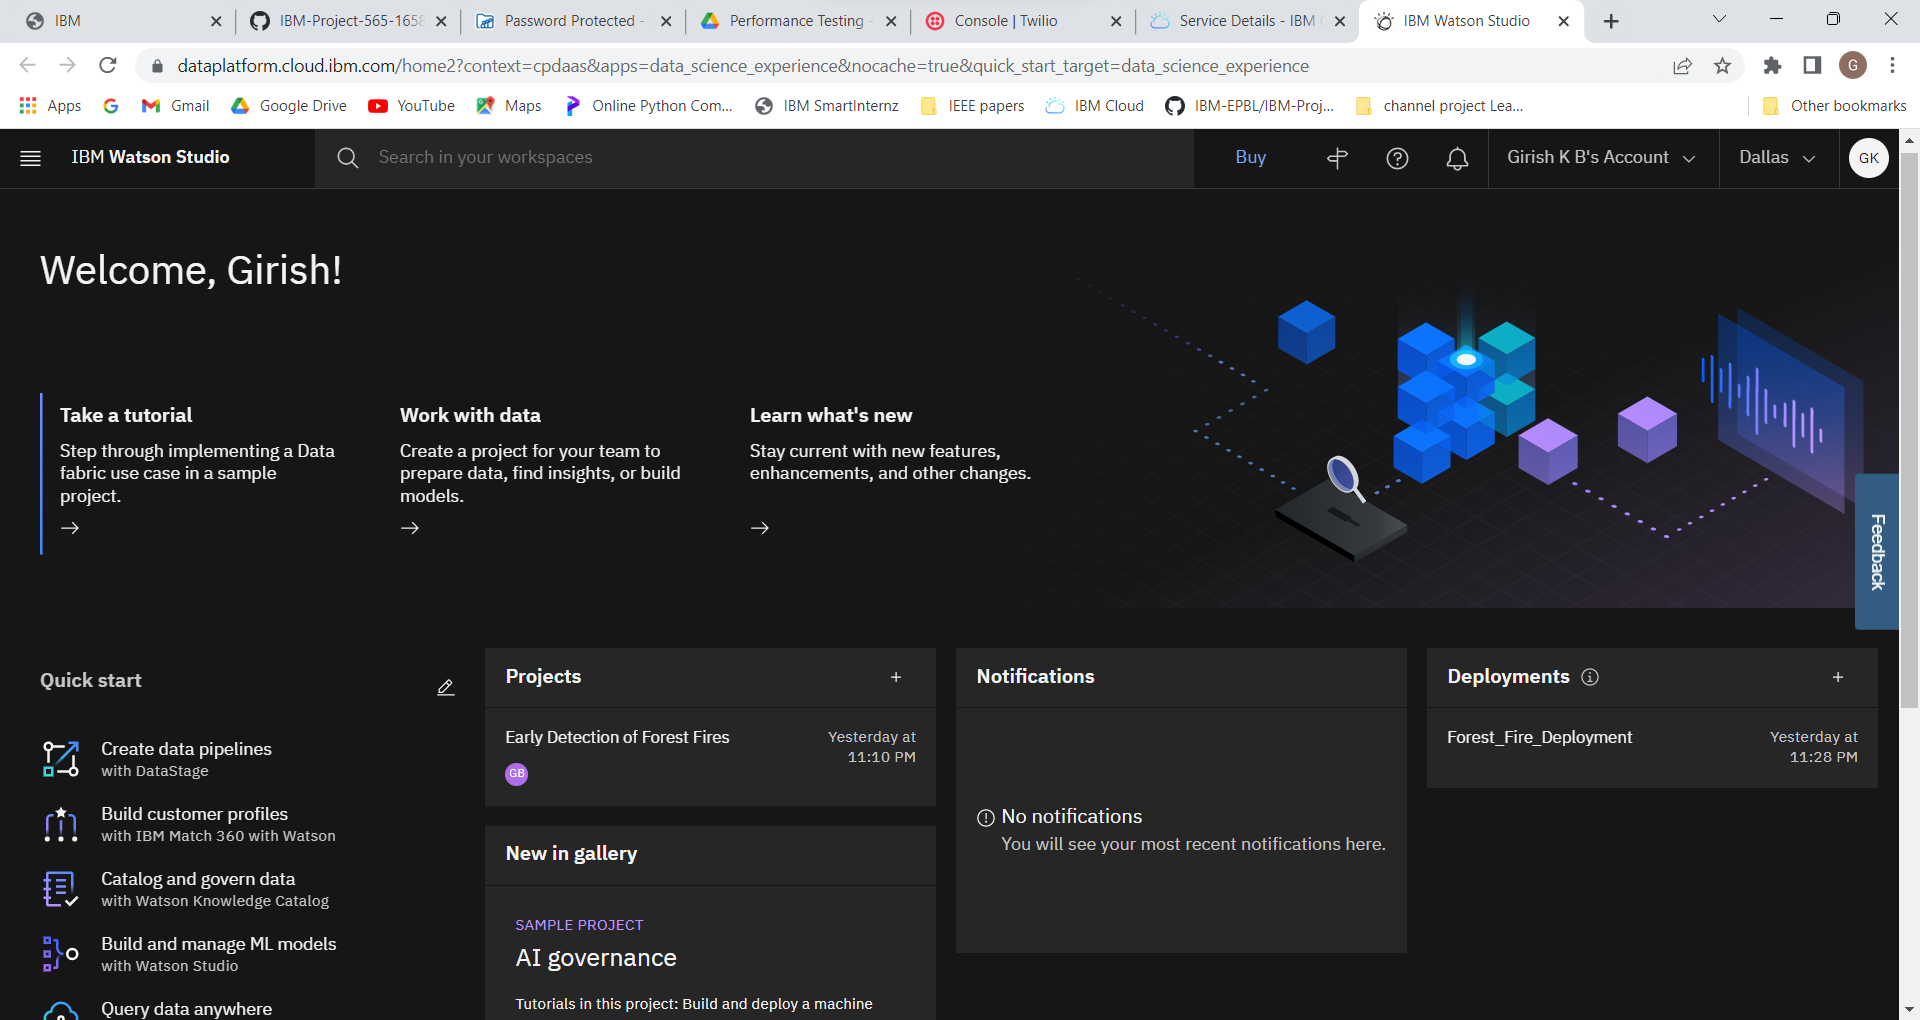 IBM
IBM-Project-565-1658
Password Protected -
Performance Testing -
Console | Twilio
Service Details - IBM
IBM Watson Studio
dataplatform.cloud.ibm.com/home2?context=cpdaas&apps=data_science_experience&nocache=true&quick_start_target=data_science_experience
G
Apps
Gmail
Google Drive
YouTube
Maps
Online Python Com...
IBM SmartInternz
IEEE papers
IBM Cloud
IBM-EPBL/IBM-Proj...
channel project Lea...
Other bookmarks
IBM Watson Studio
Search in your workspaces
Buy
Girish K B's Account
Dallas
GK
Welcome, Girish!
Take a tutorial
Step through implementing a Data
fabric use case in a sample
project.
Work with data
Create a project for your team to
prepare data, find insights, or build
models.
Learn what's new
Stay current with new features,
enhancements, and other changes.
Feedback
Quick start
Create data pipelines
with DataStage
Build customer profiles
with IBM Match 360 with Watson
Catalog and govern data
with Watson Knowledge Catalog
Build and manage ML models
with Watson Studio
Query data anywhere
Projects
Early Detection of Forest Fires
Yesterday at
11:10 PM
GB
New in gallery
SAMPLE PROJECT
AI governance
Tutorials in this project: Build and deploy a machine
Notifications
No notifications
You will see your most recent notifications here.
Deployments
Forest_Fire_Deployment
Yesterday at
11:28 PM